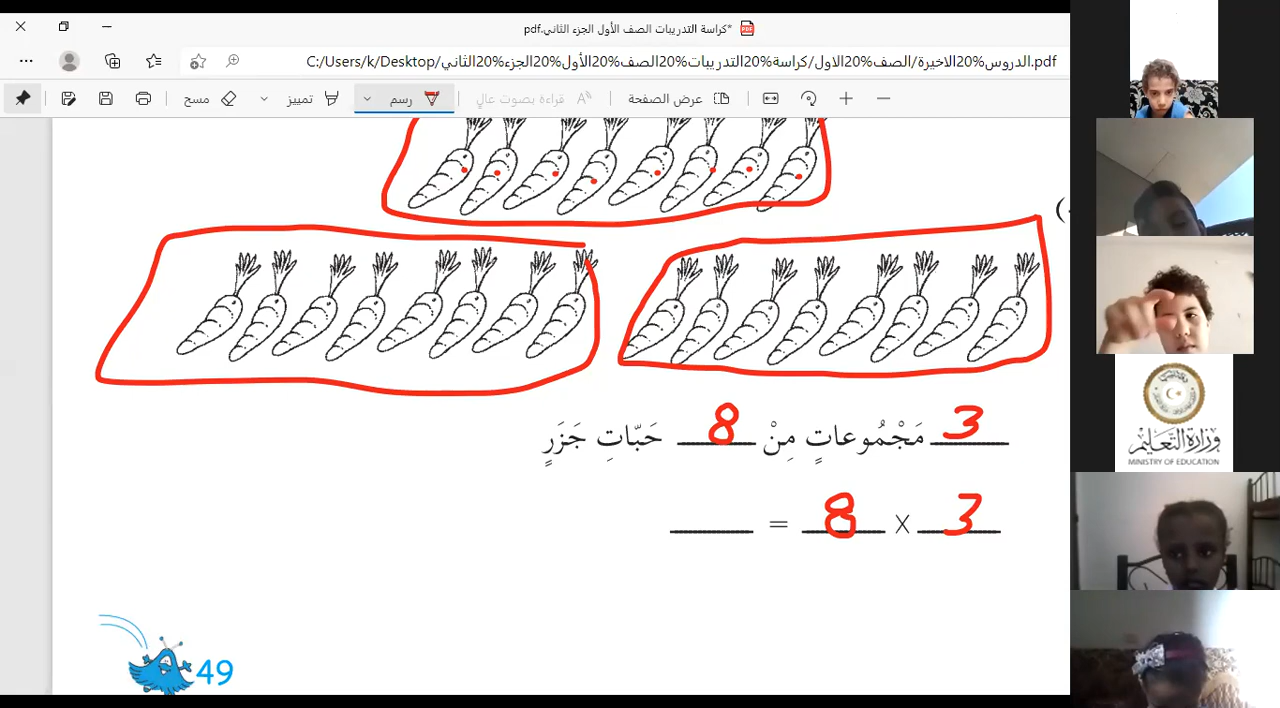 كراسة التدريبات الصف الأول الجزء الثاني.pdf*
C:/Users/k/Desktop/الدروس%20الاخيرة/الصف%20الاول/كراسة%20التدريبات%20الصف%20الأول%20الجزء%20الثاني.pdf
رسم تمييز مسح
قراءة بصوت عالٍ عرض الصفحة
3 مَجْمُوعاتٍ مِنْ 8 حَبّاتِ جَزَرٍ
3 × 8 =
49
وزارة التعليم
MINISTRY OF EDUCATION